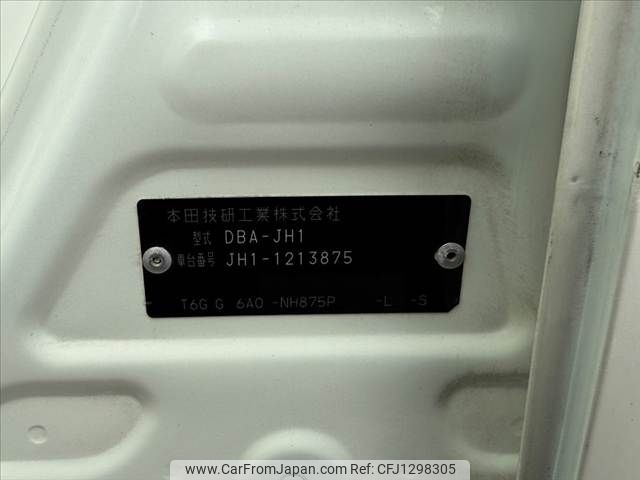 本田技研工業株式会社
型式 DBA-JH1
車台番号 JH1-1213875
T6G G 6A0 -NH875P -L -S
www.CarFromJapan.com - CFJ1298305